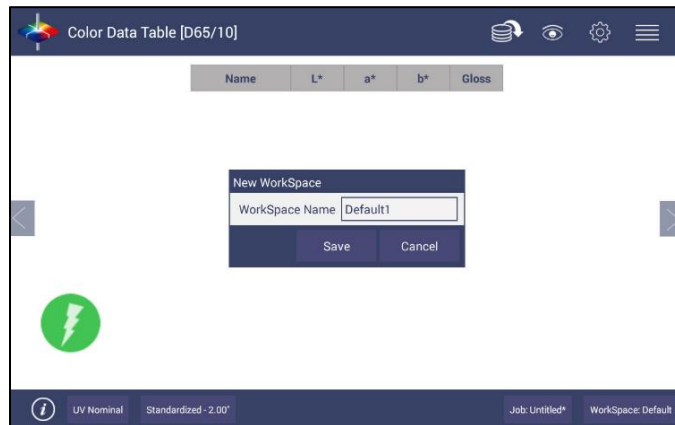 Color Data Table [D65/10]
Name L* a* b* Gloss
New WorkSpace
WorkSpace Name Default1
Save Cancel
i UV Nominal Standardized - 2.00" Job: Untitled* WorkSpace: Default